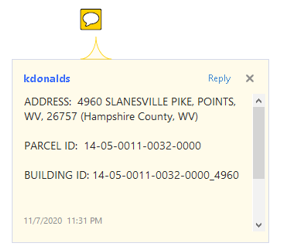 kdonalds
Reply
ADDRESS: 4960 SLANESVILLE PIKE, POINTS,
WV, 26757 (Hampshire County, WV)
PARCEL ID: 14-05-0011-0032-0000
BUILDING ID: 14-05-0011-0032-0000_4960
11/7/2020 11:31 PM